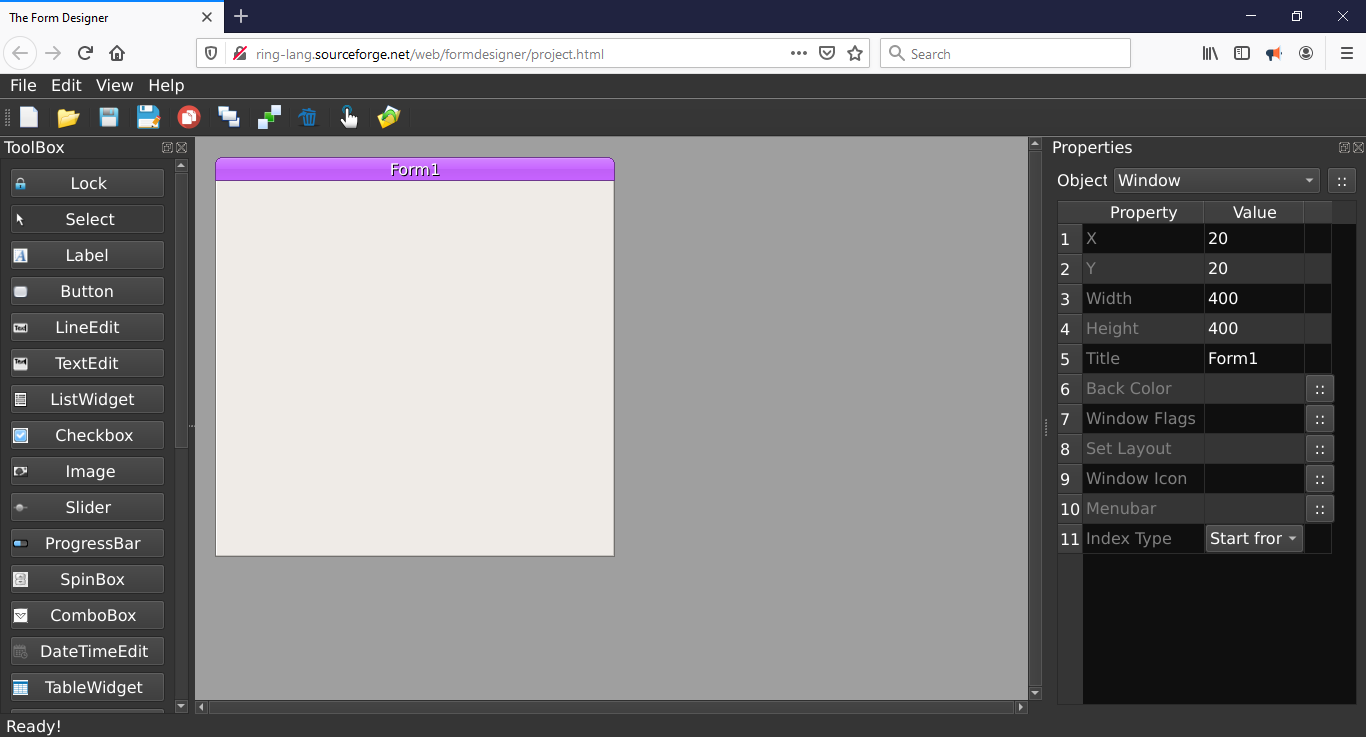 The Form Designer
ring-lang.sourceforge.net/web/formdesigner/project.html
Search
File Edit View Help
ToolBox
Lock
Select
Label
Button
LineEdit
TextEdit
ListWidget
Checkbox
Image
Slider
ProgressBar
SpinBox
ComboBox
DateTimeEdit
TableWidget
Form1
Properties
Object Window ::
Property Value
1 X 20
2 Y 20
3 Width 400
4 Height 400
5 Title Form1
6 Back Color ::
7 Window Flags ::
8 Set Layout ::
9 Window Icon ::
10 Menubar ::
11 Index Type Start fror
Ready!